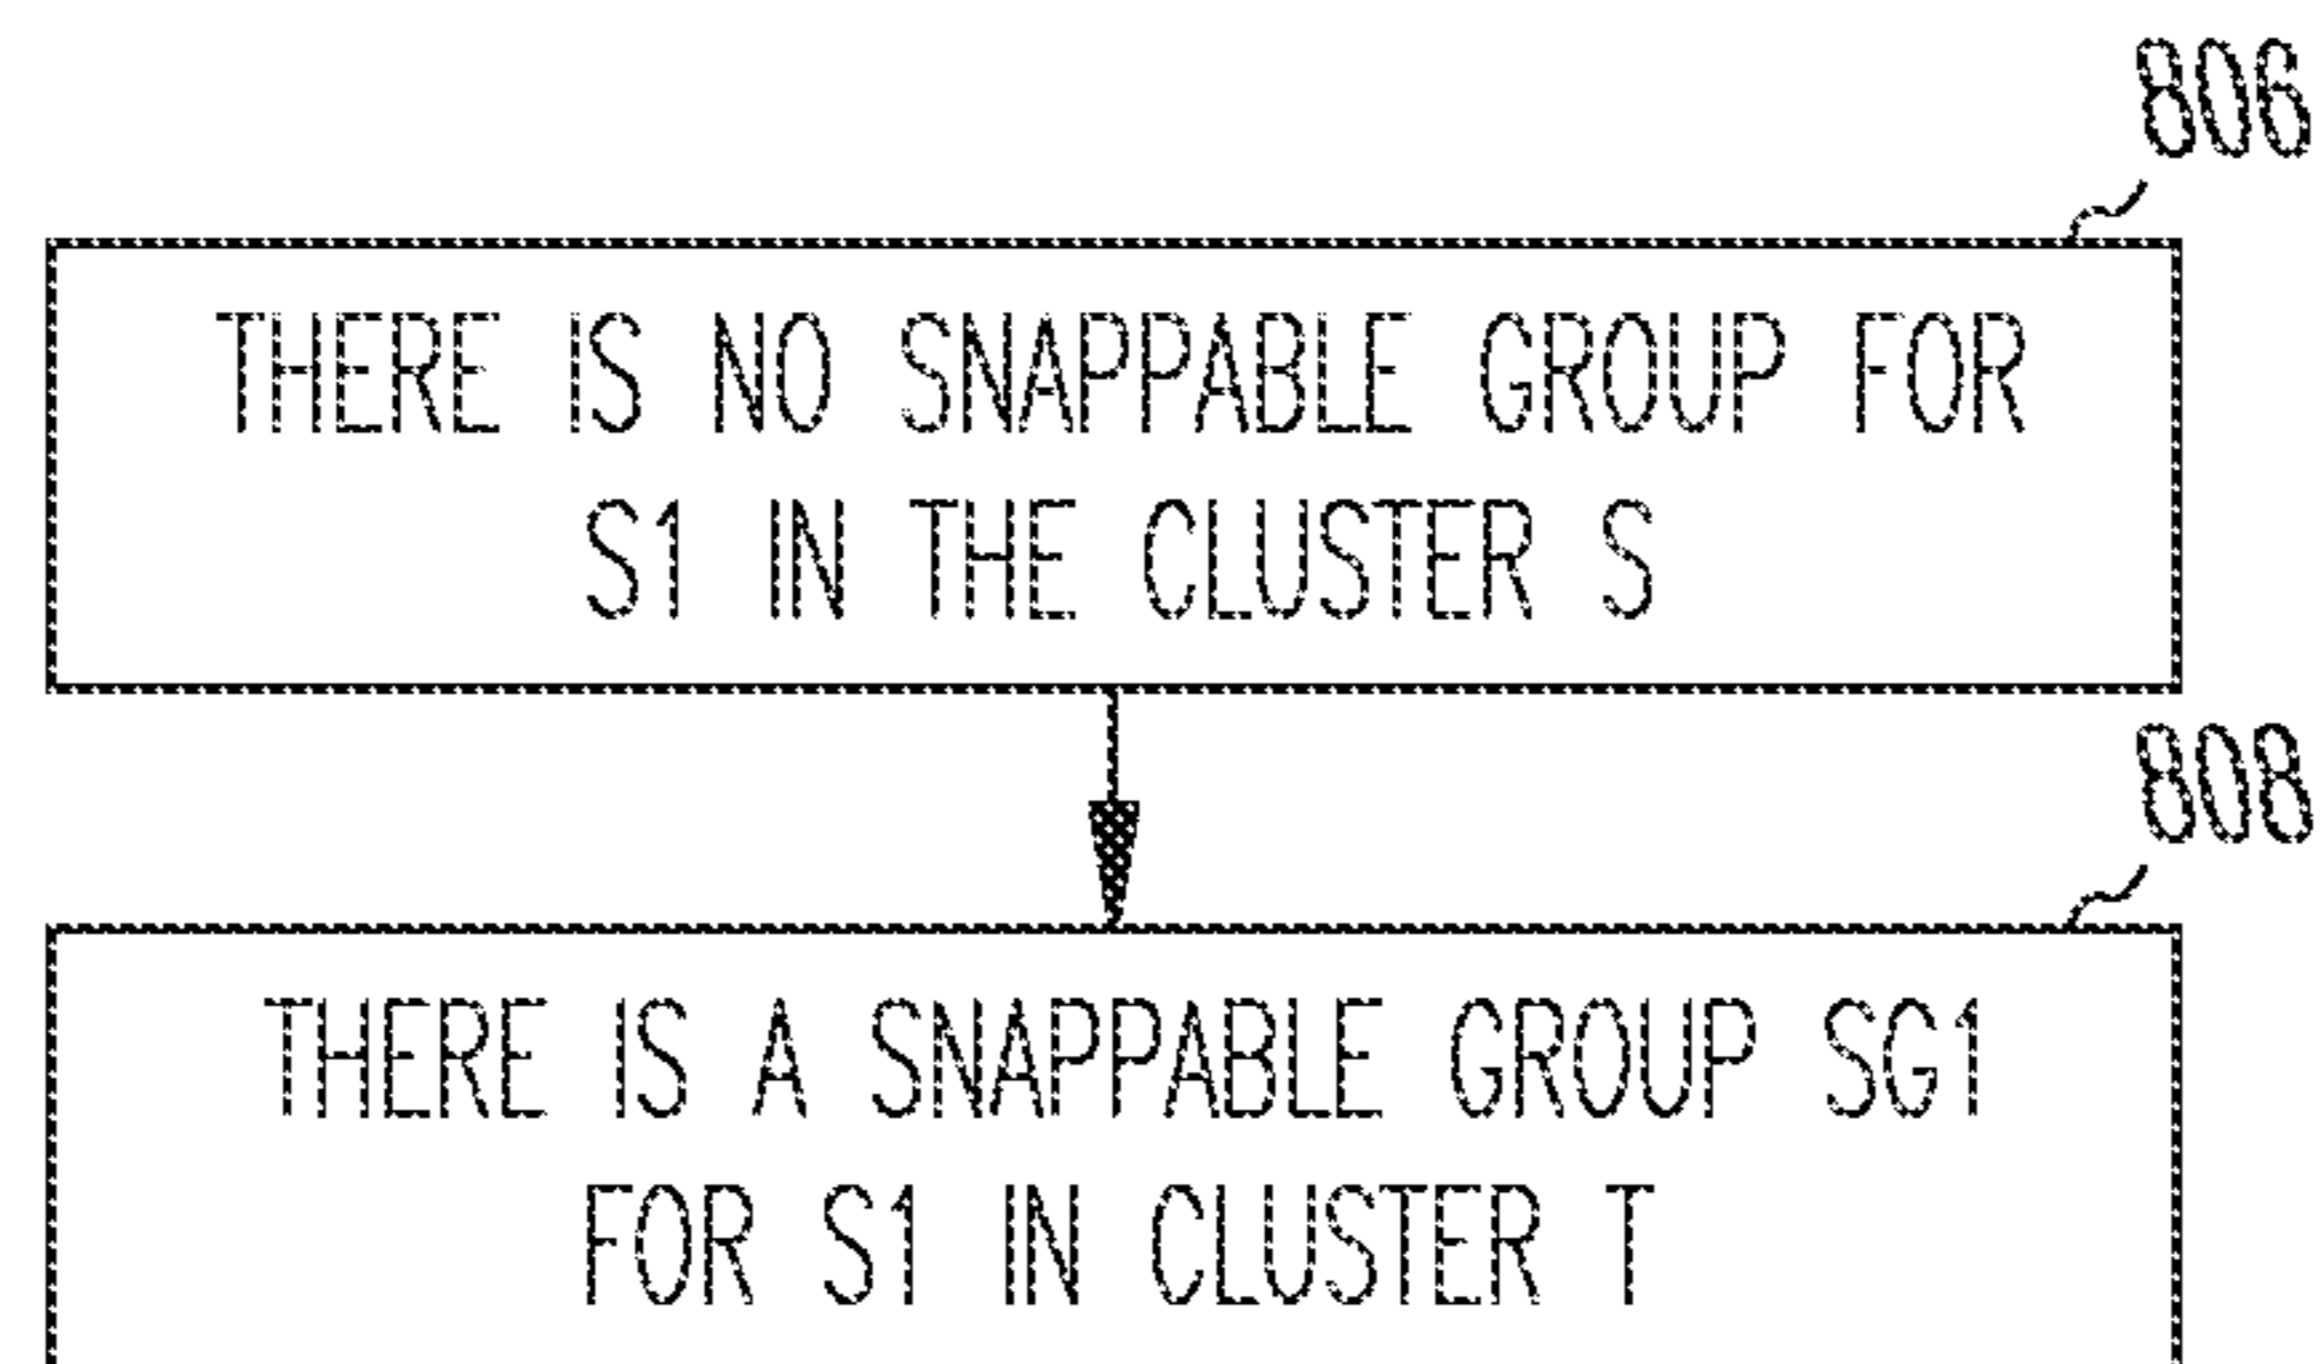 806
THERE IS NO SNAPPABLE GROUP FOR
S1 IN THE CLUSTER S
808
THERE IS A SNAPPABLE GROUP SG1
FOR S1 IN CLUSTER T